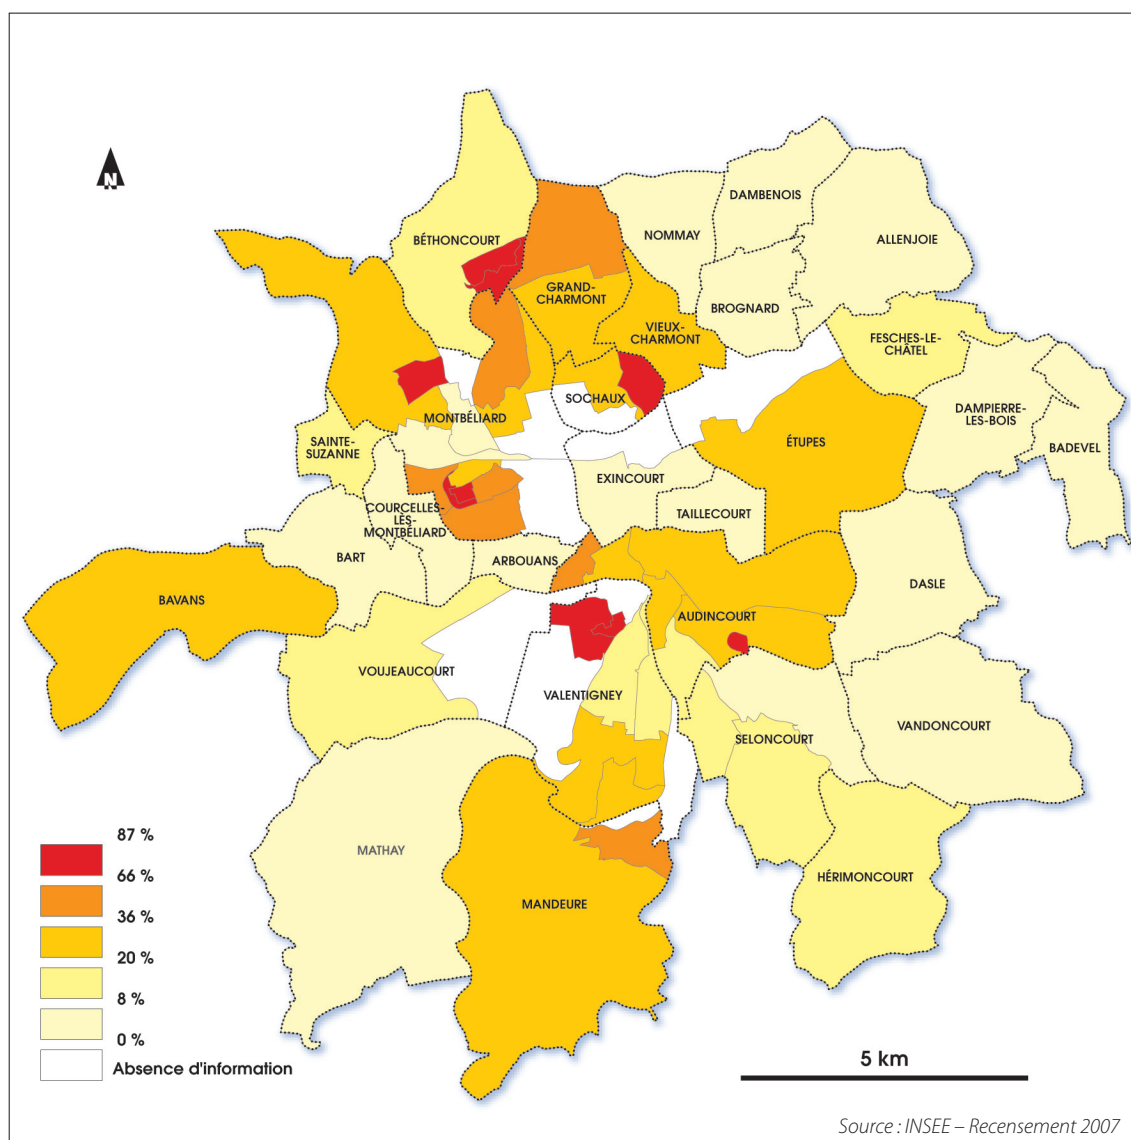 N
DAMBENOIS
NOMMAY
ALLENJOIE
BÉTHONCOURT
GRAND-
CHARMONT
BROGNARD
VIEUX-
CHARMONT
FESCHES-LE-
CHÂTEL
SOCHAUX
MONTBÉLIARD
DAMPIERRE-
LES-BOIS
BADEVEL
SAINTE-
SUZANNE
ÉTUPES
EXINCOURT
TAILLECOURT
COURCELLES-
LES-
MONTBÉLIARD
BART
ARBOUANS
DASLE
BAVANS
AUDINCOURT
VOUJEAUCOURT
VALENTIGNEY
VANDONCOURT
SELONCOURT
MATHAY
HÉRIMONCOURT
MANDEURE
87 %
66 %
36 %
20 %
8 %
0 %
Absence d'information
5 km
Source : INSEE – Recensement 2007